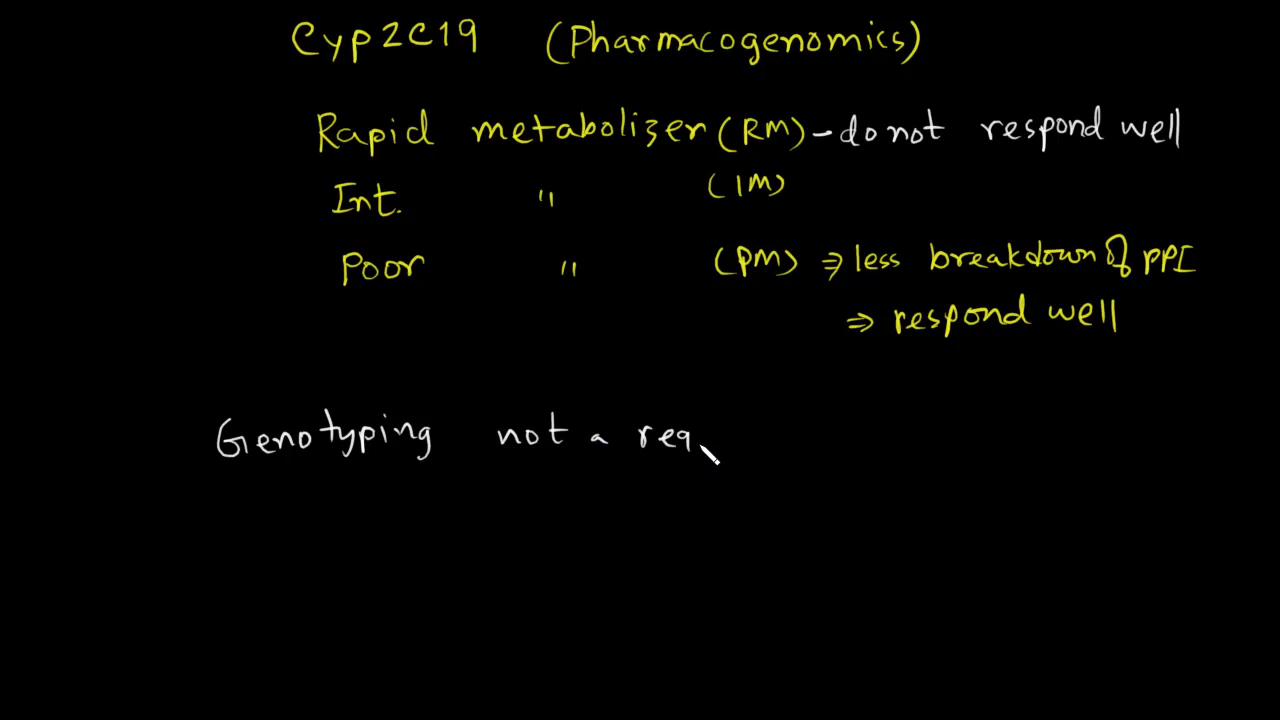 Cyp2C19 (Pharmacogenomics)
Rapid metabolizer (RM) - do not respond well
Int. " (IM)
Poor " (PM) ⇒ less breakdown of PPI
⇒ respond well
Genotyping not a req